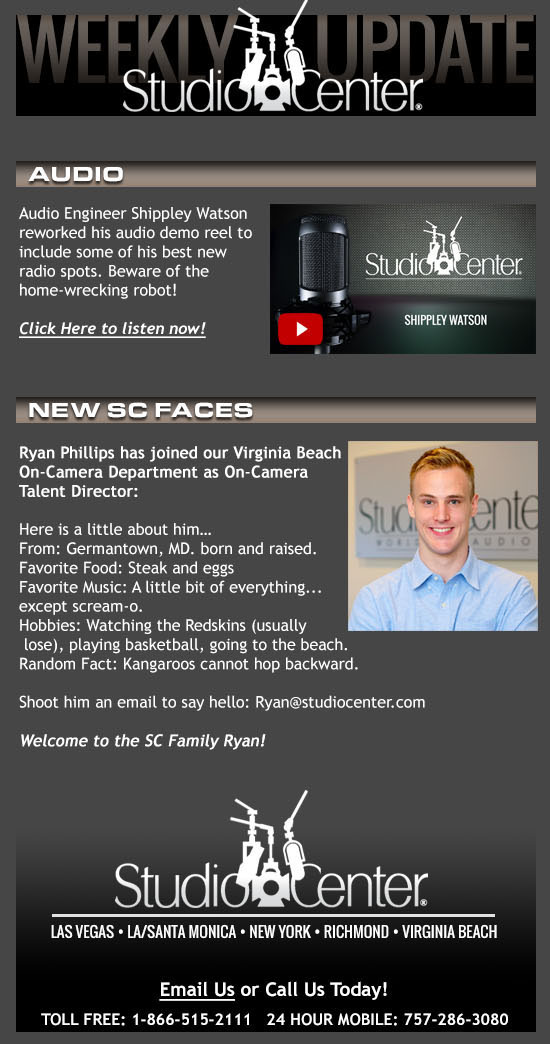 WEEKLY UPDATE
Studio Center®
AUDIO
Audio Engineer Shippley Watson
reworked his audio demo reel to
include some of his best new
radio spots. Beware of the
home-wrecking robot!
Click Here to listen now!
Studio Center
SHIPPLEY WATSON
NEW SC FACES
Ryan Phillips has joined our Virginia Beach
On-Camera Department as On-Camera
Talent Director:
Here is a little about him...
From: Germantown, MD. born and raised.
Favorite Food: Steak and eggs
Favorite Music: A little bit of everything...
except scream-o.
Hobbies: Watching the Redskins (usually
lose), playing basketball, going to the beach.
Random Fact: Kangaroos cannot hop backward.
Shoot him an email to say hello: Ryan@studiocenter.com
Welcome to the SC Family Ryan!
Studio Center®
LAS VEGAS • LA/SANTA MONICA • NEW YORK • RICHMOND • VIRGINIA BEACH
Email Us or Call Us Today!
TOLL FREE: 1-866-515-2111 24 HOUR MOBILE: 757-286-3080